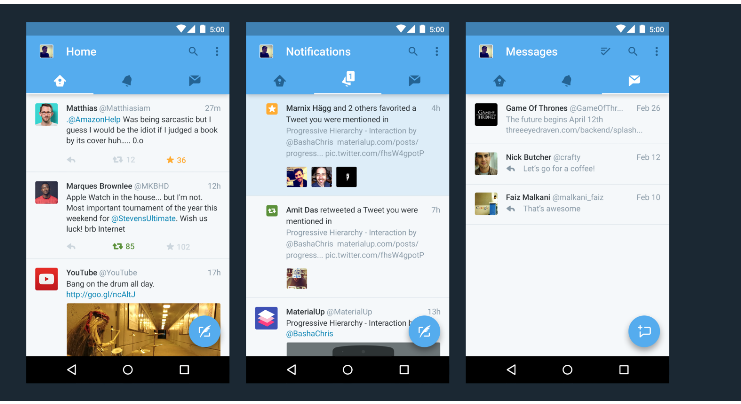 5:00
Home
Matthias @Matthiasiam 27m
.@AmazonHelp Was being sarcastic but I
guess I would be the idiot if I judged a book
by its cover huh.... 0.o
12 36
Marques Brownlee @MKBHD 12h
Apple Watch in the house... but I'm not.
Most important tournament of the year this
weekend for @StevensUltimate. Wish us
luck! brb Internet
85 102
YouTube @YouTube 17h
Bang on the drum all day.
http://goo.gl/ncAltJ
5:00
Notifications
1
Marnix Hägg and 2 others favorited a 4h
Tweet you were mentioned in
Progressive Hierarchy - Interaction by
@BashaChris materialup.com/posts/
progress... pic.twitter.com/fhsW4gpotP
Amit Das retweeted a Tweet you were 7h
mentioned in
Progressive Hierarchy - Interaction by
@BashaChris materialup.com/posts/
progress... pic.twitter.com/fhsW4gpotP
MaterialUp @MaterialUp 13h
Progressive Hierarchy - Interaction b
@BashaChris
5:00
Messages
Game Of Thrones @GameOfThr... Feb 26
The future begins April 12th
threeeyedraven.com/backend/splash...
Nick Butcher @crafty Feb 12
Let's go for a coffee!
Faiz Malkani @malkani_faiz Feb 10
That's awesome